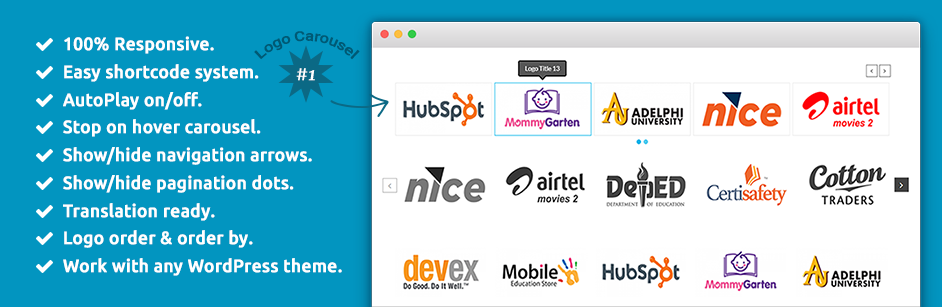 100% Responsive.
Easy shortcode system.
AutoPlay on/off.
Stop on hover carousel.
Show/hide navigation arrows.
Show/hide pagination dots.
Translation ready.
Logo order & order by.
Work with any WordPress theme.
Logo Carousel
#1
Logo Title 13
HubSpot
MommyGarten
ADELPHI
UNIVERSITY
nice
airtel
movies 2
nice
airtel
movies 2
DepED
DEPARTMENT OF EDUCATION
Certisafety
Cotton
TRADERS
devex
Do Good. Do It Well.™
Mobile
Education Store
HubSpot
MommyGarten
ADELPHI
UNIVERSITY